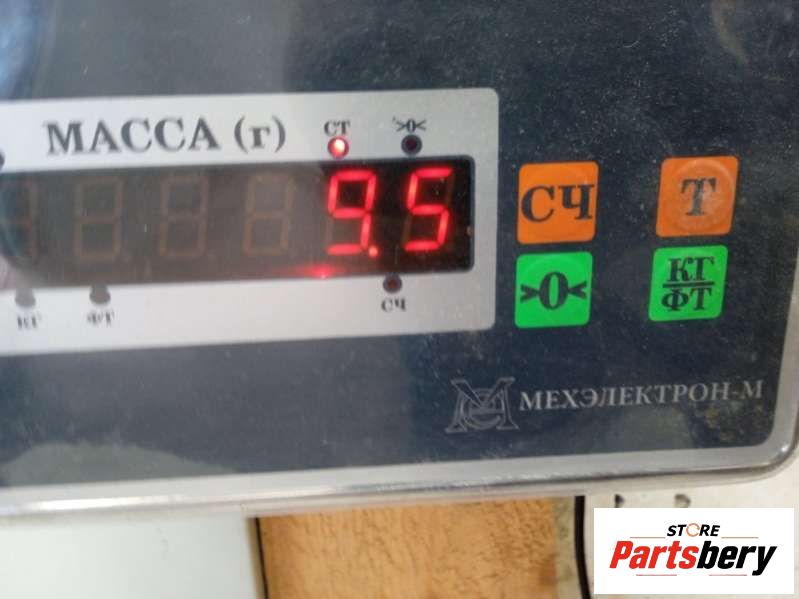 МАССА (г) СТ >0<
9.5
СЧ Т
>0< КГ
ФТ
КГ ФТ СЧ
МЕХЭЛЕКТРОН-М
STORE
Partsbery